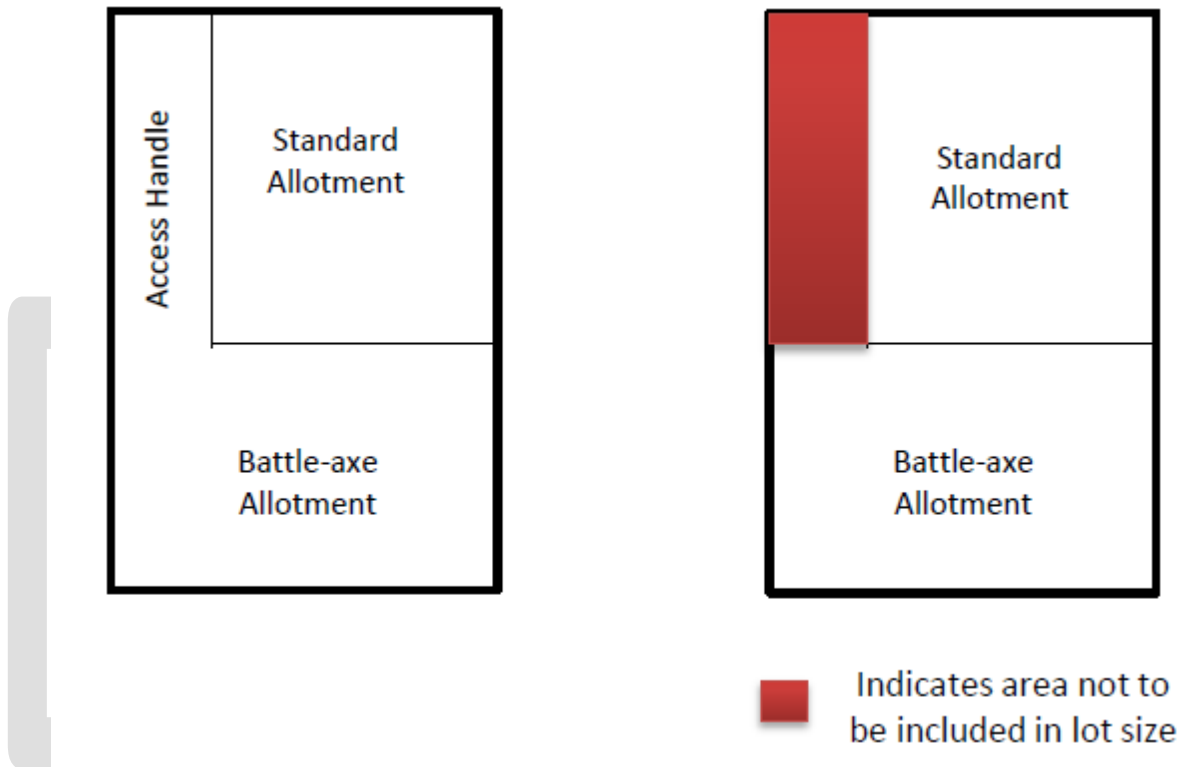 Access Handle
Standard
Allotment
Battle-axe
Allotment
Standard
Allotment
Battle-axe
Allotment
Indicates area not to
be included in lot size